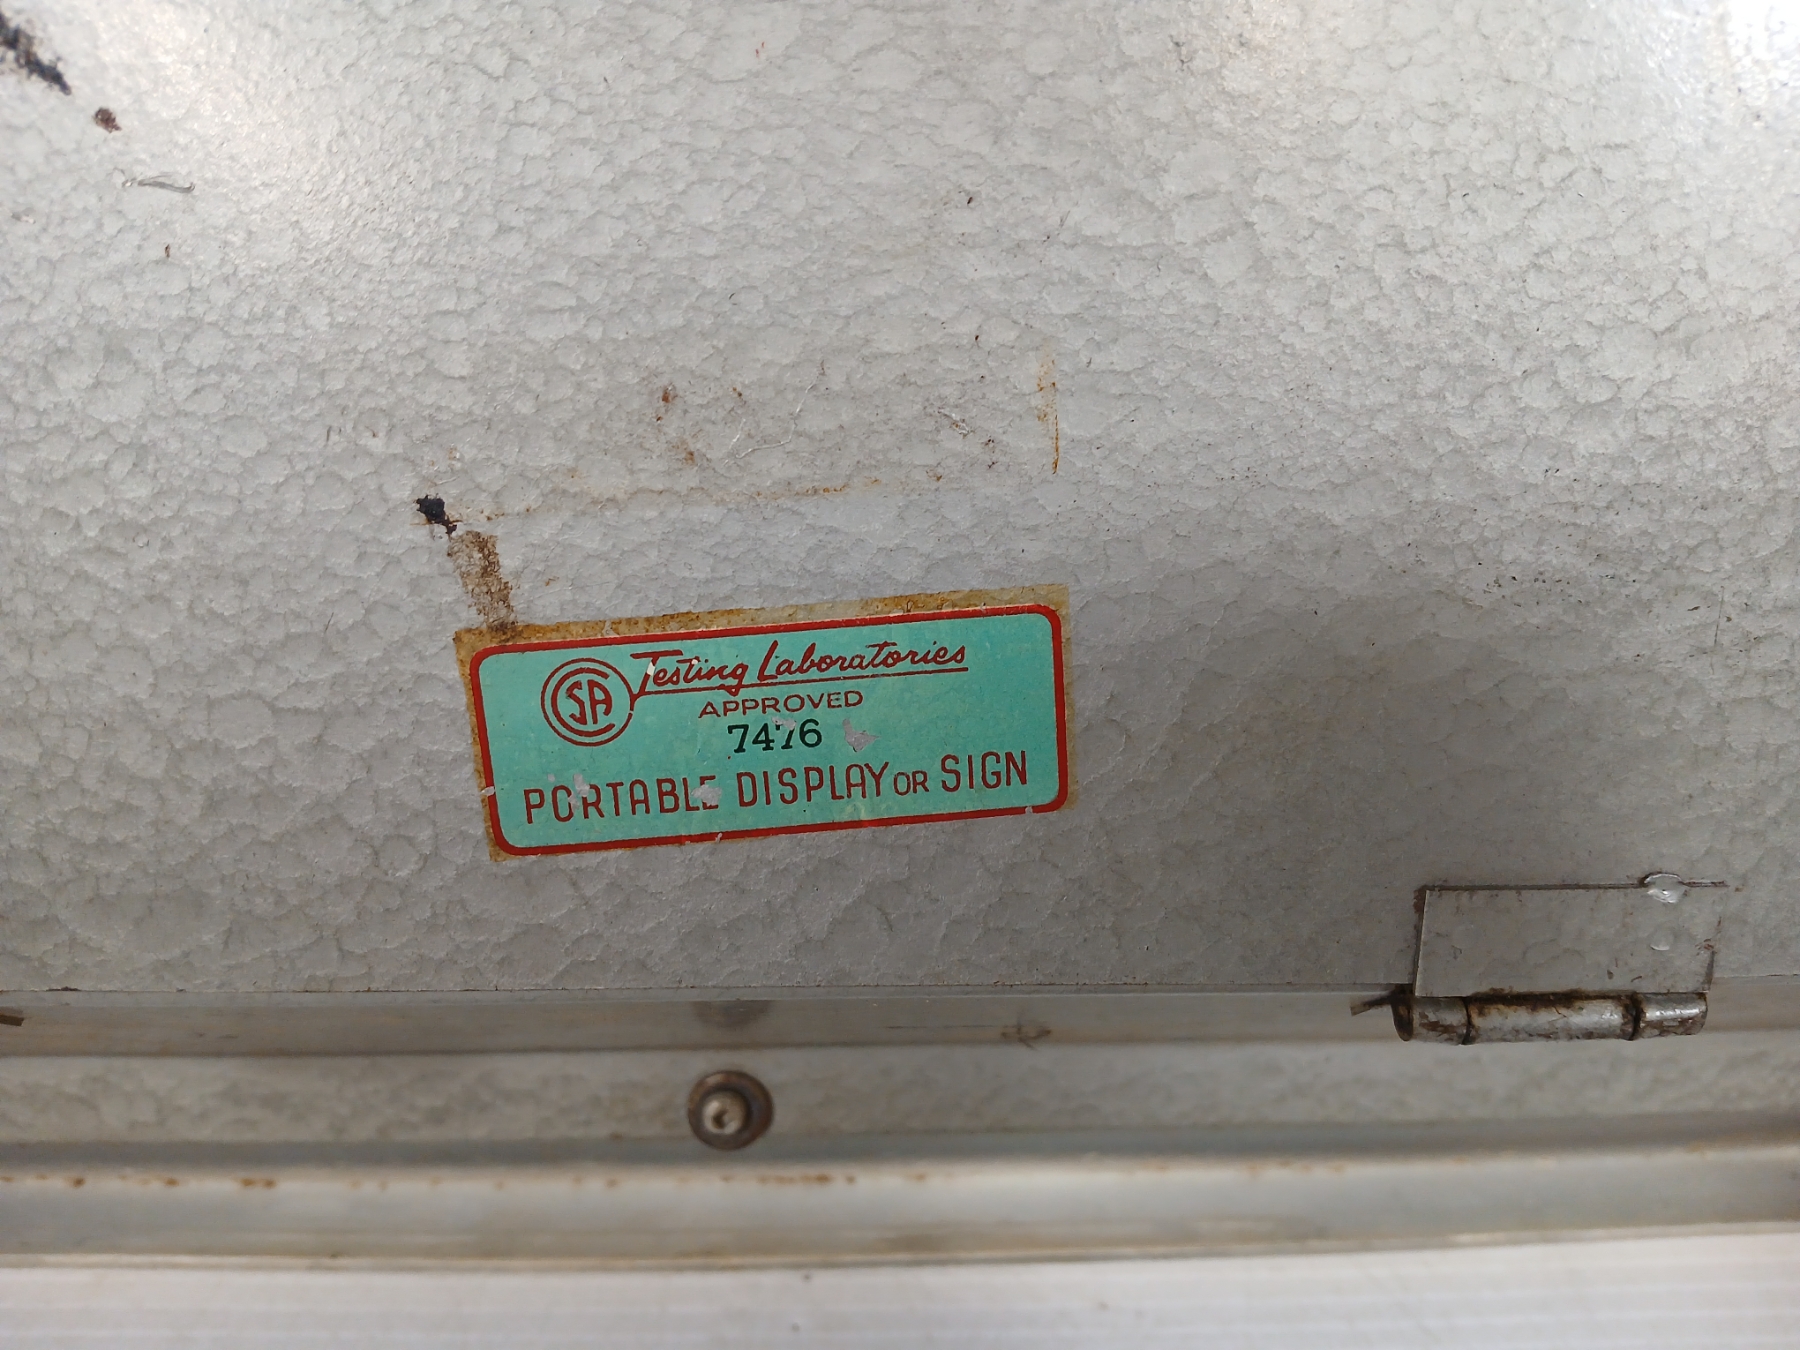 CSA Testing Laboratories
APPROVED
7476
PORTABLE DISPLAY OR SIGN